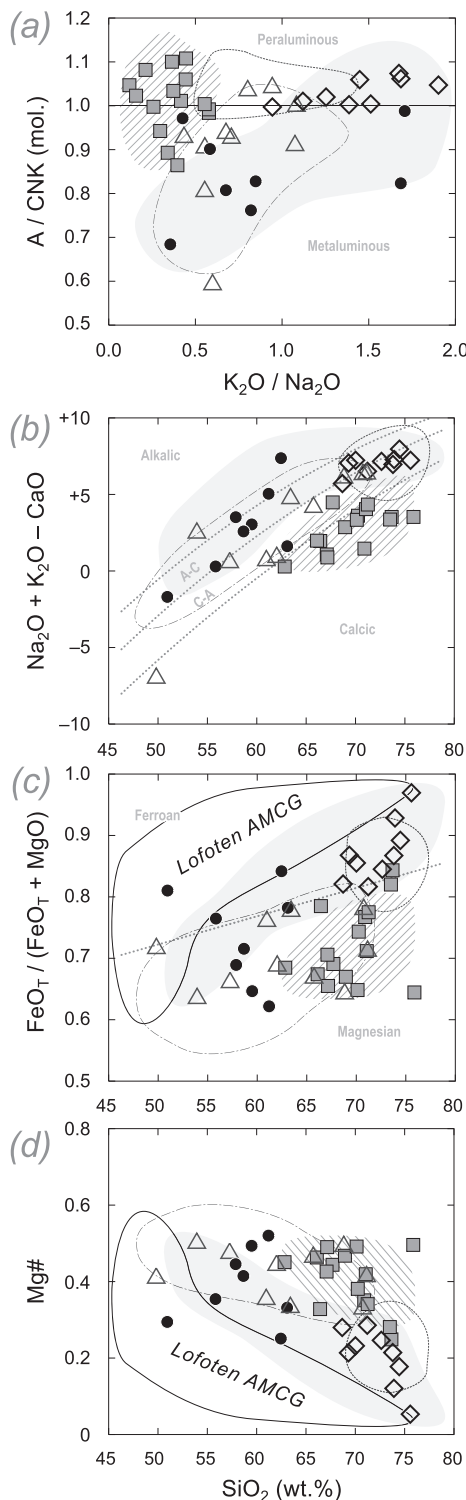 (a)
1.2
1.1
1.0
0.9
0.8
0.7
0.6
0.5
A / CNK (mol.)
Peraluminous
Metaluminous
0.0 0.5 1.0 1.5 2.0
K₂O / Na₂O
(b)
+10
+5
0
−5
−10
Na₂O + K₂O – CaO
Alkalic
A-C
C-A
Calcic
45 50 55 60 65 70 75 80
(c)
1.0
0.9
0.8
0.7
0.6
0.5
FeO_T / (FeO_T + MgO)
Ferroan
Lofoten AMCG
Magnesian
45 50 55 60 65 70 75 80
(d)
0.8
0.6
0.4
0.2
0
Mg#
Lofoten AMCG
45 50 55 60 65 70 75 80
SiO₂ (wt.%)